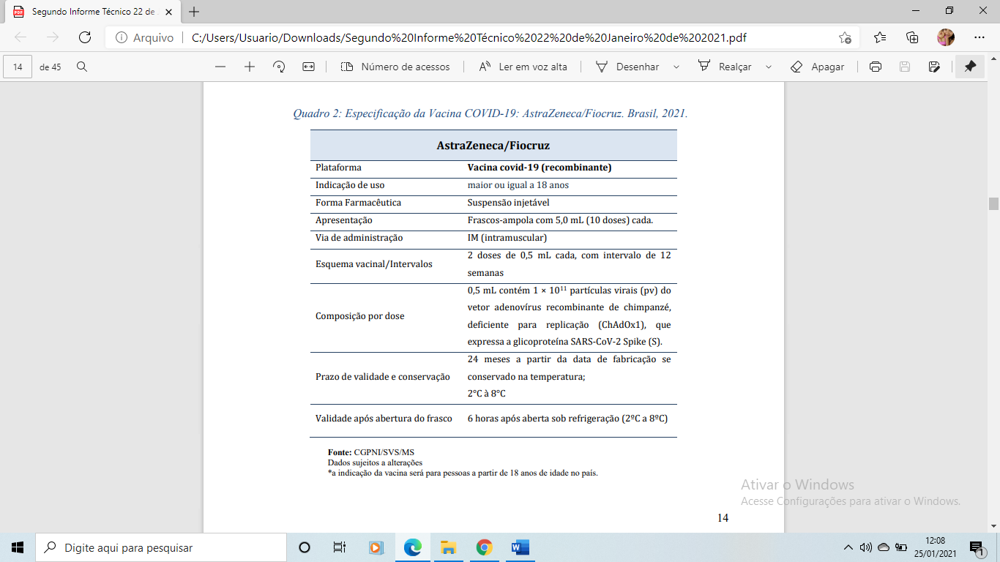 Segundo Informe Técnico 22 de
Arquivo
C:/Users/Usuario/Downloads/Segundo%20Informe%20Técnico%2022%20de%20Janeiro%20de%202021.pdf
14 de 45
Número de acessos
Ler em voz alta
Desenhar
Realçar
Apagar
Quadro 2: Especificação da Vacina COVID-19: AstraZeneca/Fiocruz. Brasil, 2021.
AstraZeneca/Fiocruz
Plataforma Vacina covid-19 (recombinante)
Indicação de uso maior ou igual a 18 anos
Forma Farmacêutica Suspensão injetável
Apresentação Frascos-ampola com 5,0 mL (10 doses) cada.
Via de administração IM (intramuscular)
Esquema vacinal/Intervalos
2 doses de 0,5 mL cada, com intervalo de 12
semanas
Composição por dose
0,5 mL contém 1 × 10¹¹ partículas virais (pv) do
vetor adenovírus recombinante de chimpanzé,
deficiente para replicação (ChAdOx1), que
expressa a glicoproteína SARS-CoV-2 Spike (S).
Prazo de validade e conservação
24 meses a partir da data de fabricação se
conservado na temperatura;
2°C à 8°C
Validade após abertura do frasco 6 horas após aberta sob refrigeração (2ºC a 8ºC)
Fonte: CGPNI/SVS/MS
Dados sujeitos a alterações
*a indicação da vacina será para pessoas a partir de 18 anos de idade no país.
14
Ativar o Windows
Acesse Configurações para ativar o Windows.
Digite aqui para pesquisar
12:08
25/01/2021
1